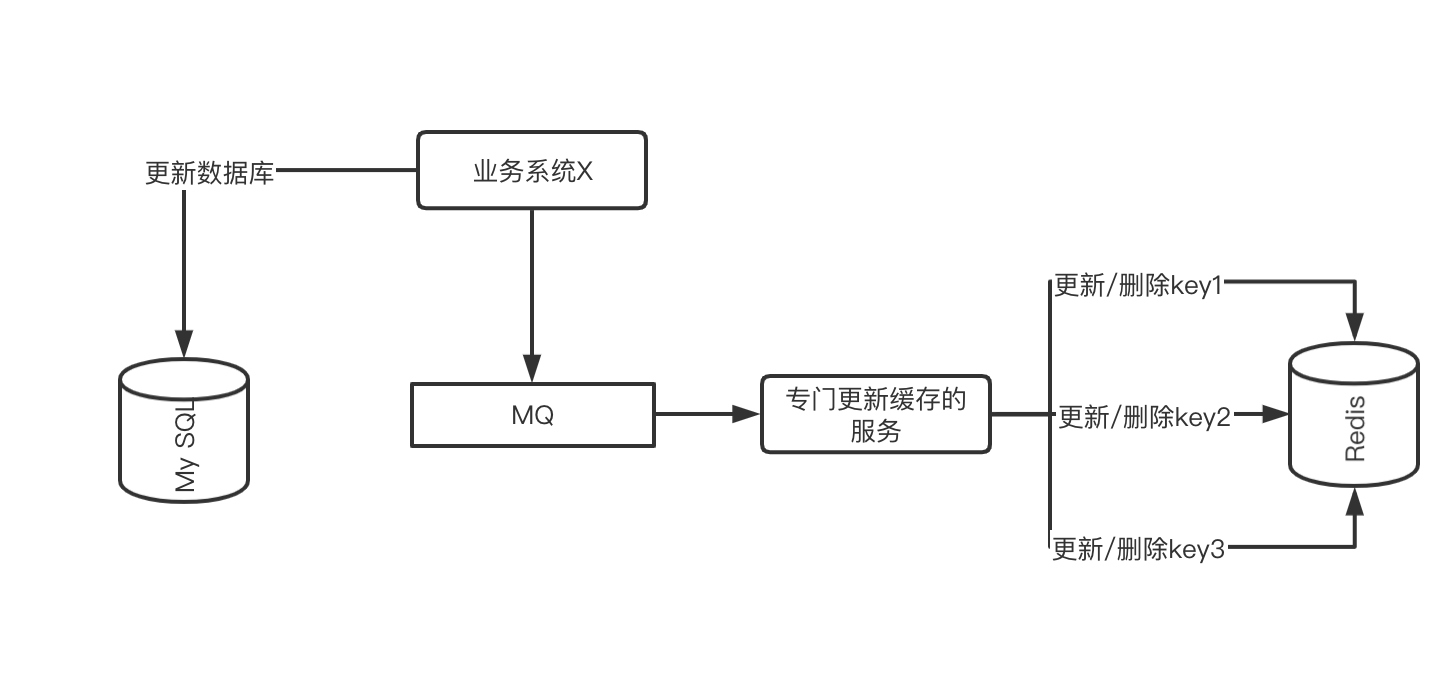 业务系统X
更新数据库
更新/删除key1
My SQL
MQ
专门更新缓存的
服务
更新/删除key2
Redis
更新/删除key3